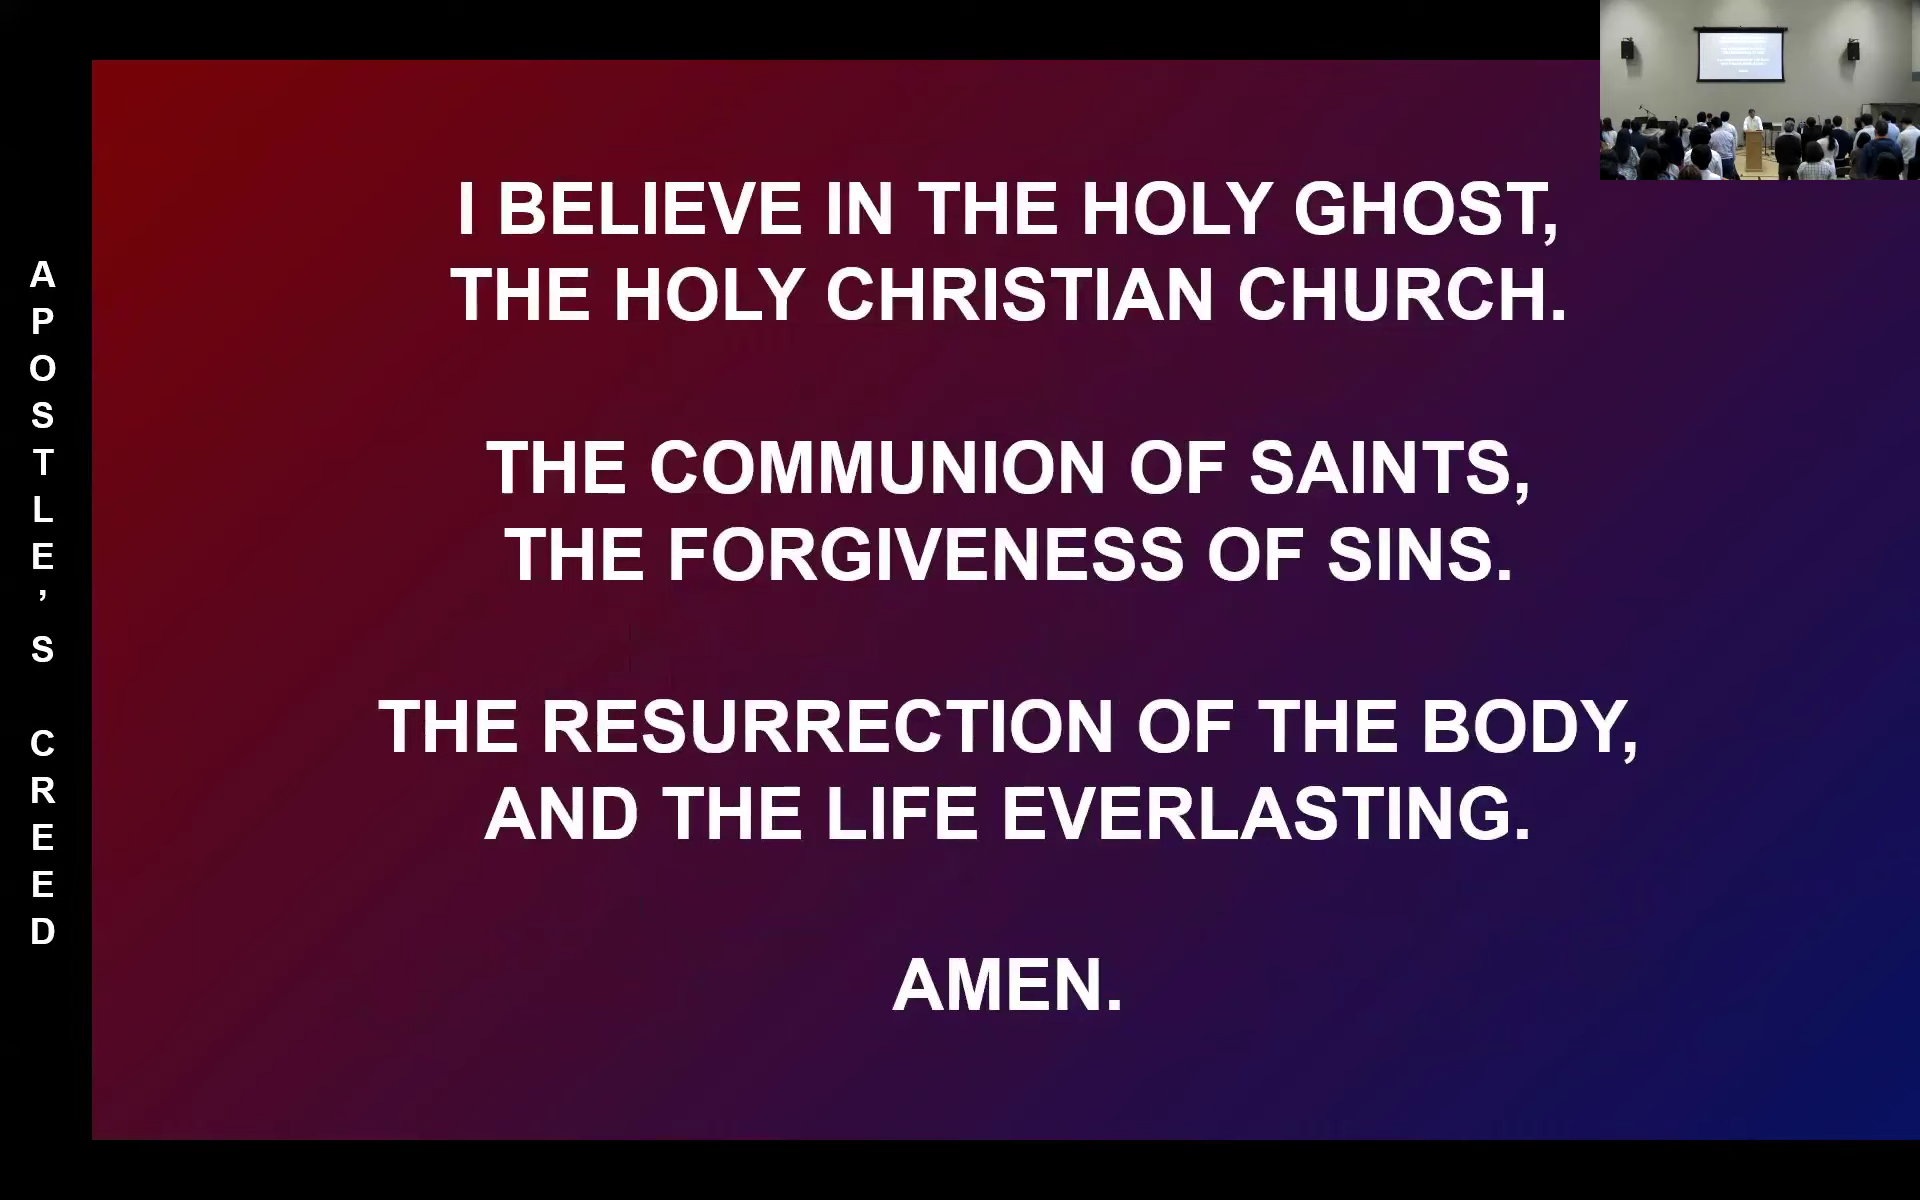 APOSTLE’S CREED
I BELIEVE IN THE HOLY GHOST,
THE HOLY CHRISTIAN CHURCH.
THE COMMUNION OF SAINTS,
THE FORGIVENESS OF SINS.
THE RESURRECTION OF THE BODY,
AND THE LIFE EVERLASTING.
AMEN.